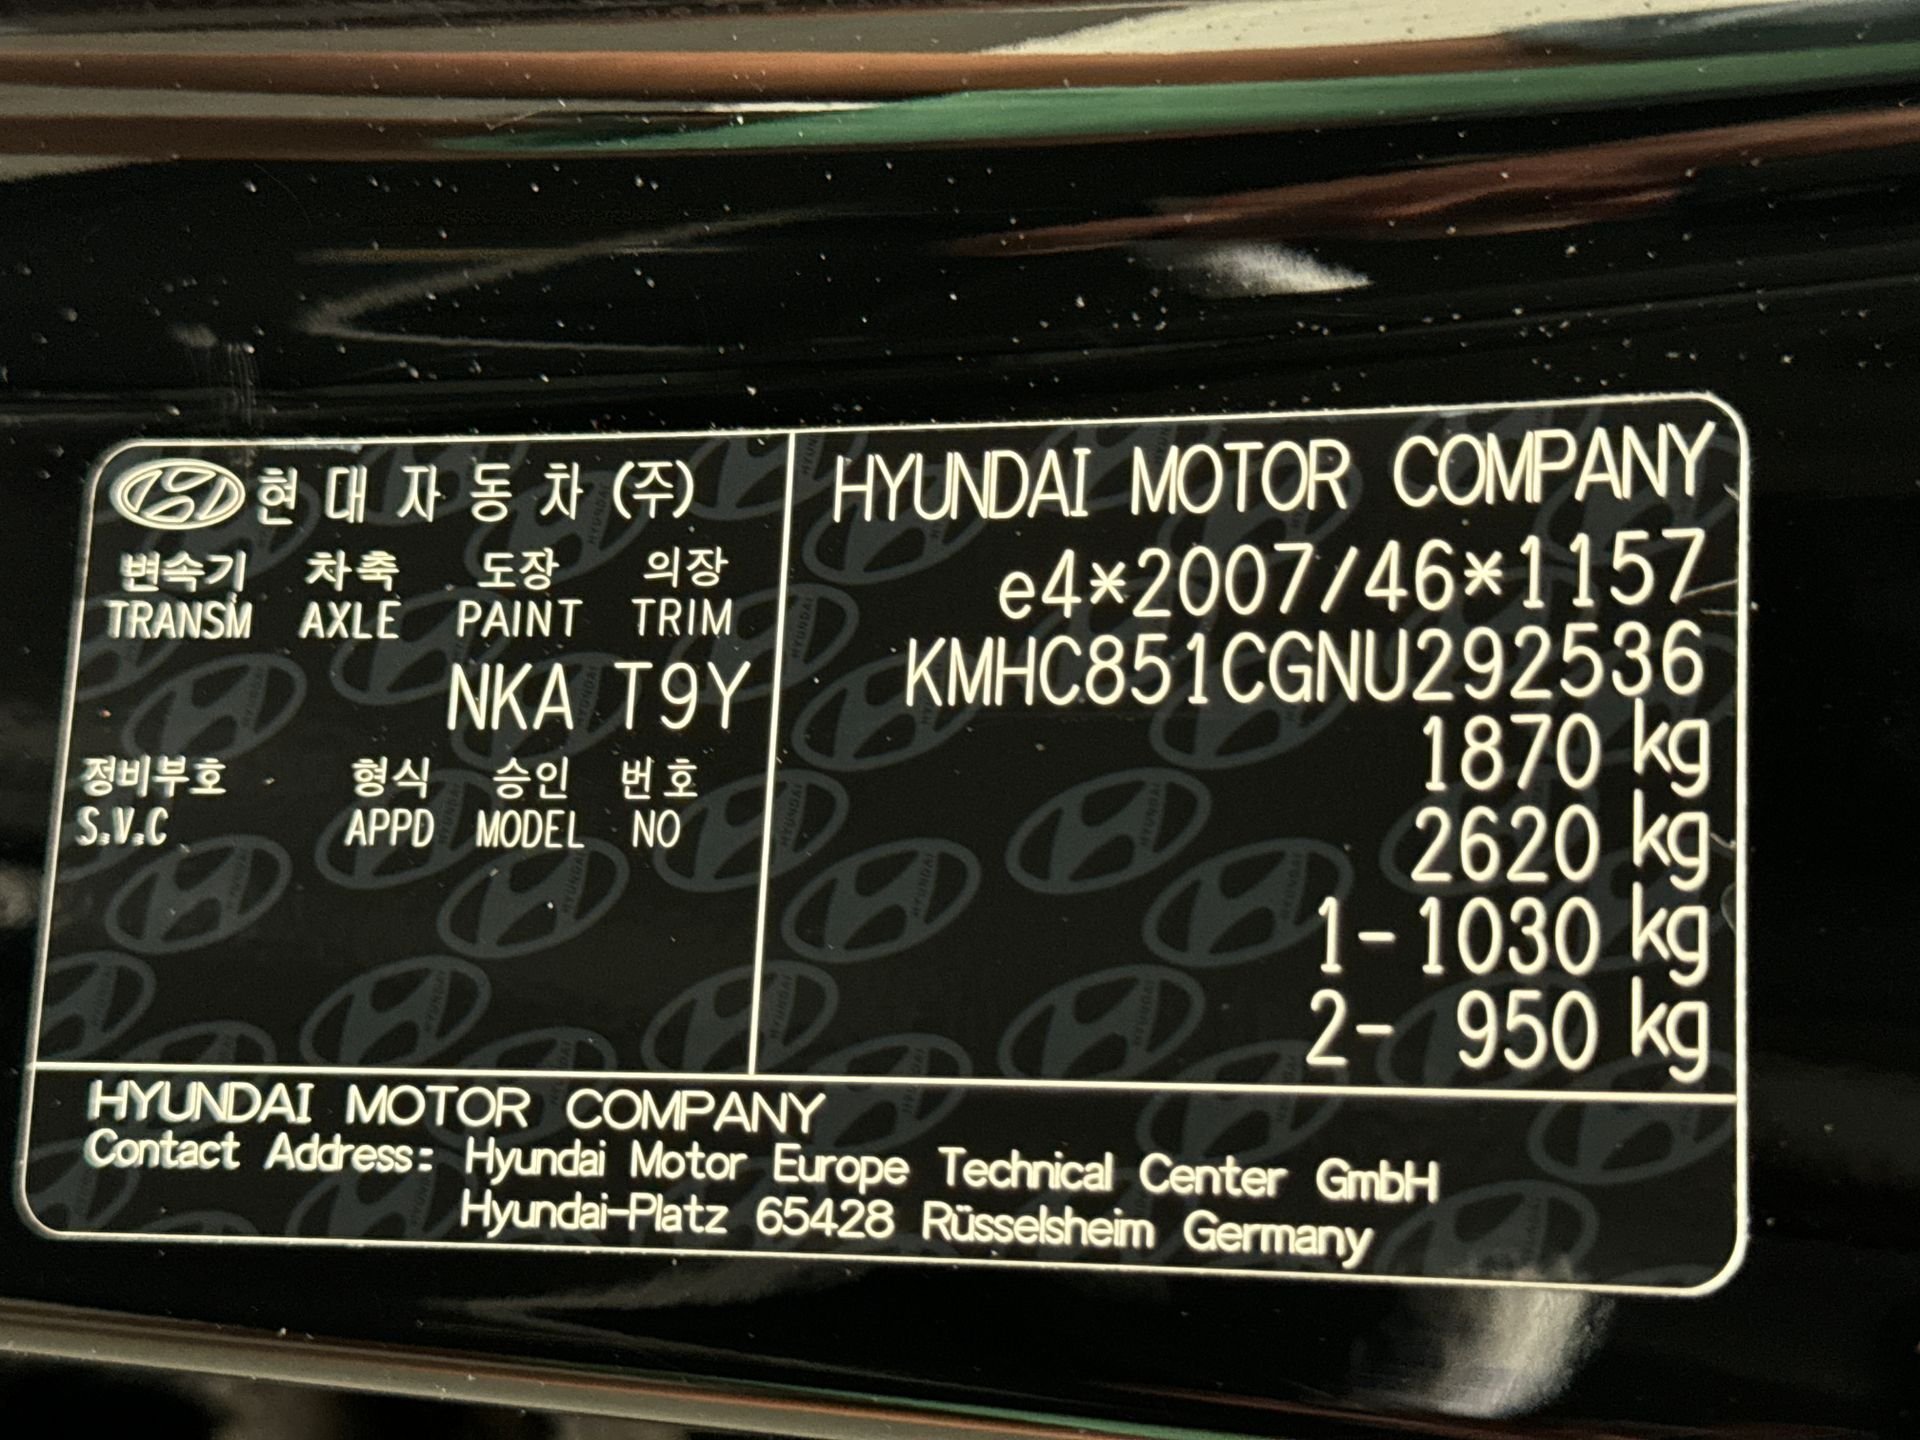 현대자동차(주)
변속기 차축 도장 의장
TRANSM AXLE PAINT TRIM
NKA T9Y
정비부호 형식 승인 번호
S.V.C APPD MODEL NO
HYUNDAI MOTOR COMPANY
e4*2007/46*1157
KMHC851CGNU292536
1870 kg
2620 kg
1-1030 kg
2- 950 kg
HYUNDAI MOTOR COMPANY
Contact Address: Hyundai Motor Europe Technical Center GmbH
Hyundai-Platz 65428 Rüsselsheim Germany